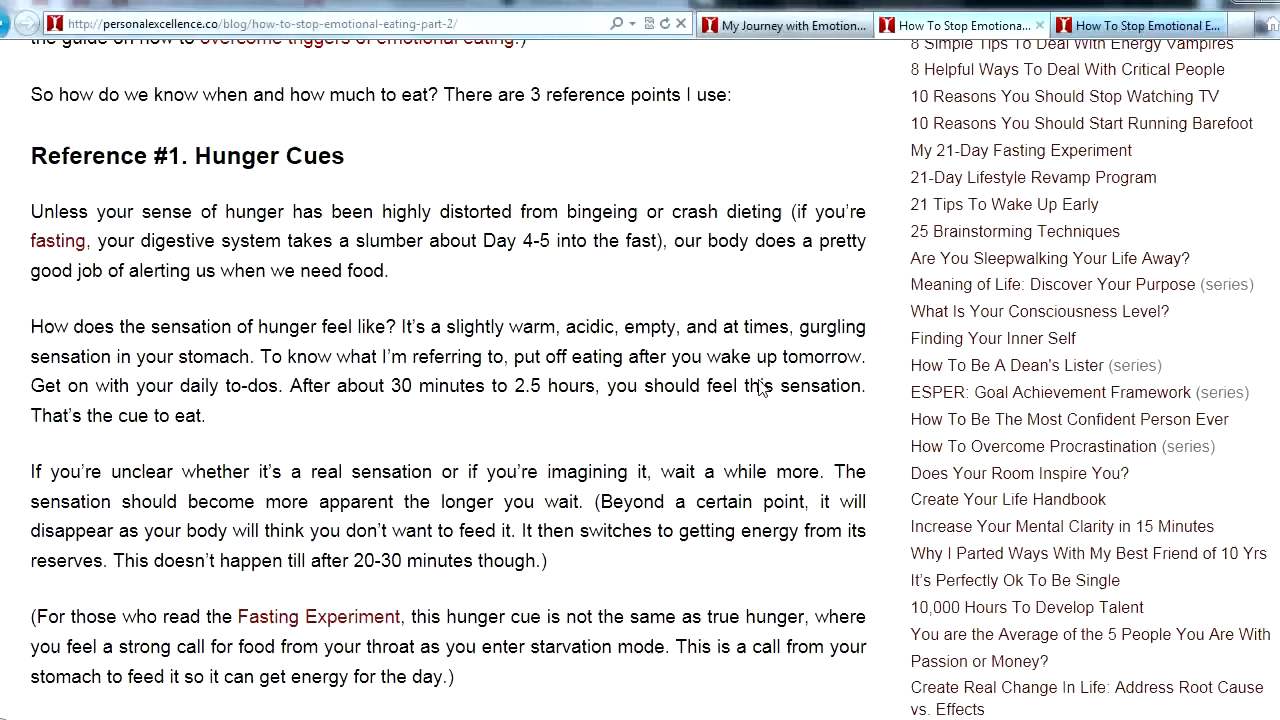 http://personalexcellence.co/blog/how-to-stop-emotional-eating-part-2/
My Journey with Emotion...
How To Stop Emotiona...
How To Stop Emotional E...
the guide on how to overcome triggers of emotional eating.)
So how do we know when and how much to eat? There are 3 reference points I use:
Reference #1. Hunger Cues
Unless your sense of hunger has been highly distorted from bingeing or crash dieting (if you're
fasting, your digestive system takes a slumber about Day 4-5 into the fast), our body does a pretty
good job of alerting us when we need food.
How does the sensation of hunger feel like? It's a slightly warm, acidic, empty, and at times, gurgling
sensation in your stomach. To know what I'm referring to, put off eating after you wake up tomorrow.
Get on with your daily to-dos. After about 30 minutes to 2.5 hours, you should feel this sensation.
That's the cue to eat.
If you're unclear whether it's a real sensation or if you're imagining it, wait a while more. The
sensation should become more apparent the longer you wait. (Beyond a certain point, it will
disappear as your body will think you don't want to feed it. It then switches to getting energy from its
reserves. This doesn't happen till after 20-30 minutes though.)
(For those who read the Fasting Experiment, this hunger cue is not the same as true hunger, where
you feel a strong call for food from your throat as you enter starvation mode. This is a call from your
stomach to feed it so it can get energy for the day.)
8 Simple Tips To Deal With Energy Vampires
8 Helpful Ways To Deal With Critical People
10 Reasons You Should Stop Watching TV
10 Reasons You Should Start Running Barefoot
My 21-Day Fasting Experiment
21-Day Lifestyle Revamp Program
21 Tips To Wake Up Early
25 Brainstorming Techniques
Are You Sleepwalking Your Life Away?
Meaning of Life: Discover Your Purpose (series)
What Is Your Consciousness Level?
Finding Your Inner Self
How To Be A Dean's Lister (series)
ESPER: Goal Achievement Framework (series)
How To Be The Most Confident Person Ever
How To Overcome Procrastination (series)
Does Your Room Inspire You?
Create Your Life Handbook
Increase Your Mental Clarity in 15 Minutes
Why I Parted Ways With My Best Friend of 10 Yrs
It's Perfectly Ok To Be Single
10,000 Hours To Develop Talent
You are the Average of the 5 People You Are With
Passion or Money?
Create Real Change In Life: Address Root Cause
vs. Effects